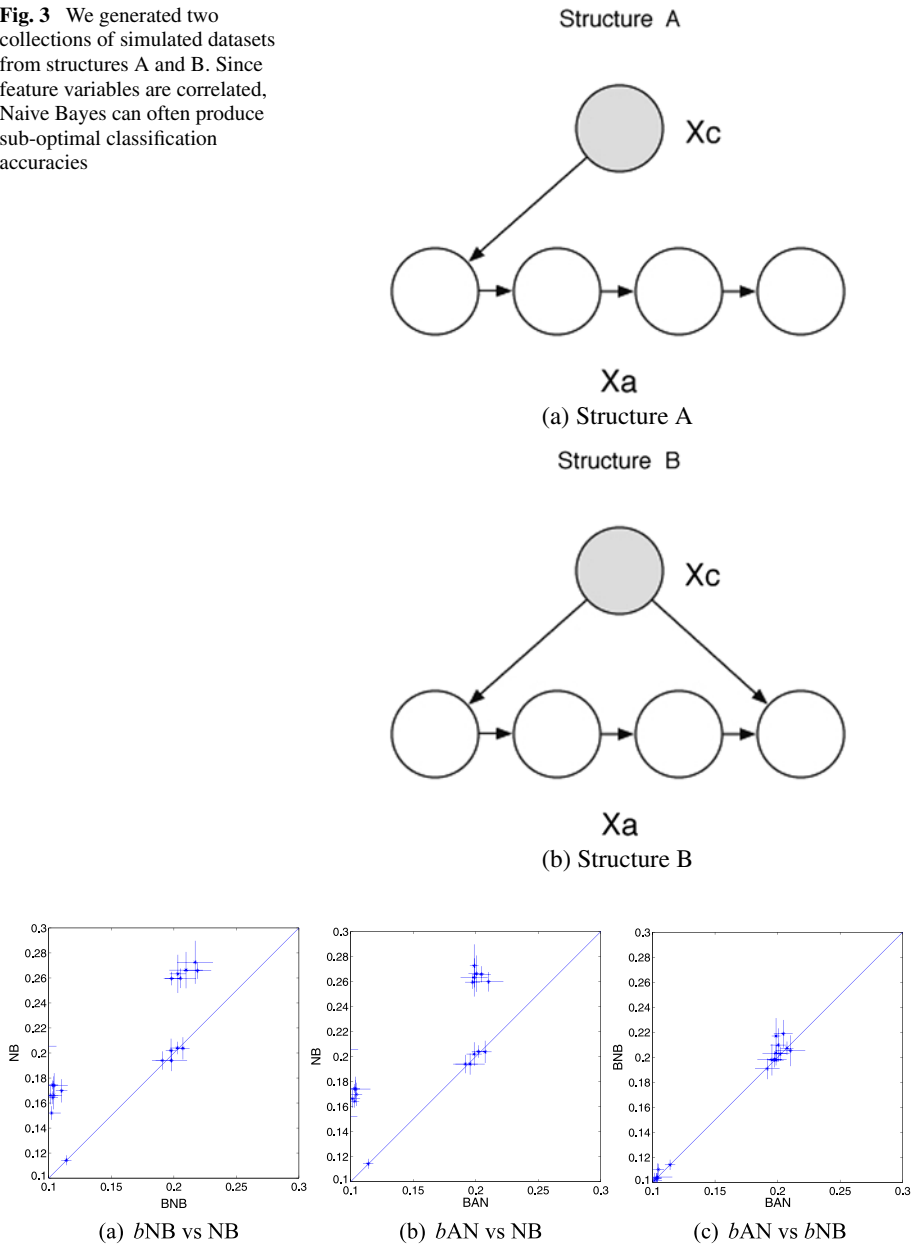 Fig. 3 We generated two
collections of simulated datasets
from structures A and B. Since
feature variables are correlated,
Naive Bayes can often produce
sub-optimal classification
accuracies
Structure A
Xc
Xa
(a) Structure A
Structure B
Xc
Xa
(b) Structure B
0.3
0.28
0.26
0.24
0.22
0.2
0.18
0.16
0.14
0.12
0.1
NB
0.1
0.15
0.2
0.25
0.3
BNB
(a) bNB vs NB
0.3
0.28
0.26
0.24
0.22
0.2
0.18
0.16
0.14
0.12
0.1
NB
0.1
0.15
0.2
0.25
0.3
BAN
(b) bAN vs NB
0.3
0.28
0.26
0.24
0.22
0.2
0.18
0.16
0.14
0.12
0.1
BNB
0.1
0.15
0.2
0.25
0.3
BAN
(c) bAN vs bNB